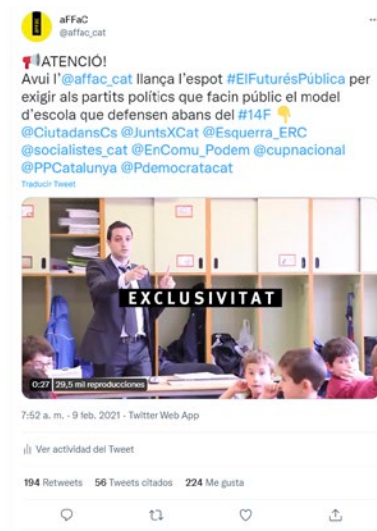 aFFaC
@affac_cat
ATENCIÓ!
Avui l'@affac_cat llança l'espot #ElFuturésPública per
exigir als partits polítics que facin públic el model
d'escola que defensen abans del #14F
@CiutadansCs @JuntsXCat @Esquerra_ERC
@socialistes_cat @EnComu_Podem @cupnacional
@PPCatalunya @Pdemocratacat
Traducir Tweet
EXCLUSIVITAT
0:27 29,5 mil reproducciones
7:52 a. m. · 9 feb. 2021 · Twitter Web App
Ver actividad del Tweet
194 Retweets 56 Tweets citados 224 Me gusta